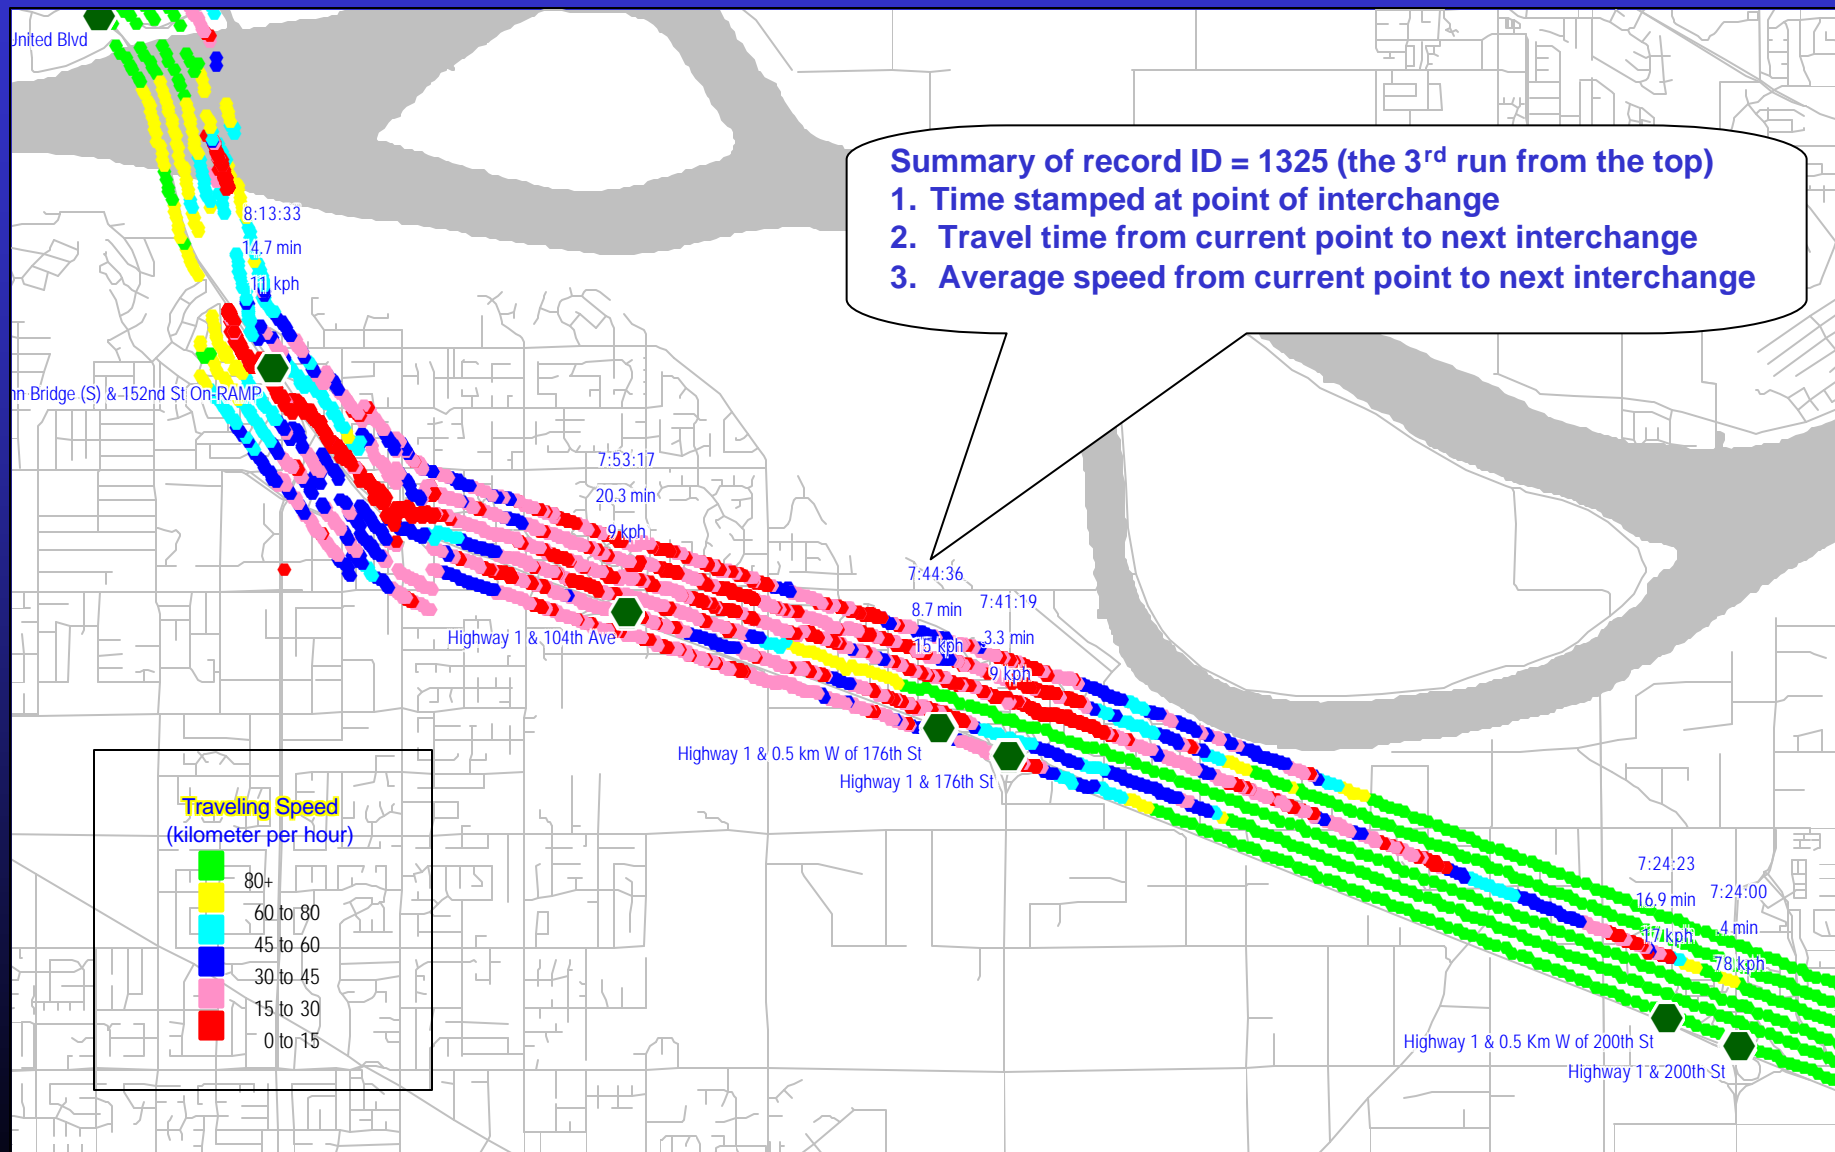 United Blvd
Summary of record ID = 1325 (the 3rd run from the top)
1. Time stamped at point of interchange
2. Travel time from current point to next interchange
3. Average speed from current point to next interchange
8:13:33
14.7 min
11 kph
nn Bridge (S) & 152nd St On-RAMP
7:53:17
20.3 min
9 kph
Highway 1 & 104th Ave
7:44:36
8.7 min
15 kph
7:41:19
3.3 min
9 kph
Highway 1 & 0.5 km W of 176th St
Highway 1 & 176th St
Traveling Speed
(kilometer per hour)
80+
60 to 80
45 to 60
30 to 45
15 to 30
0 to 15
7:24:23
16.9 min
17 kph
7:24:00
.4 min
78 kph
Highway 1 & 0.5 Km W of 200th St
Highway 1 & 200th St